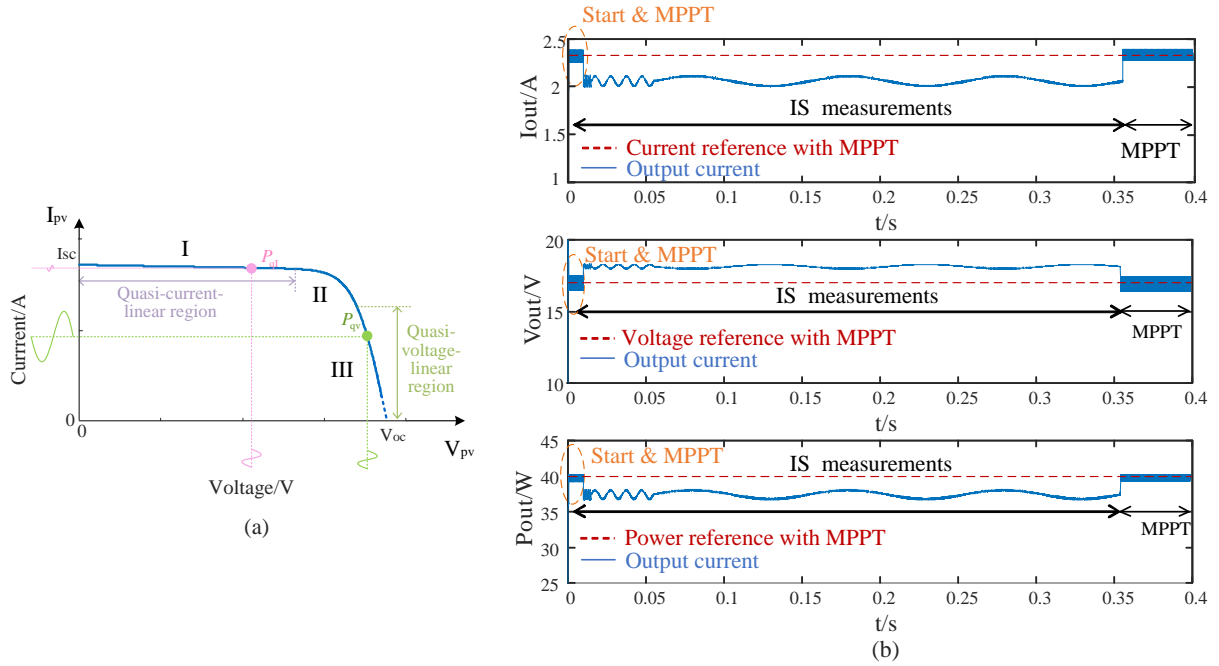 I pv
Isc
I
P qI
Quasi-current-
linear region
II
P qv
Quasi-
voltage-
linear
region
III
Currrent/A
0
0
Voc
V pv
Voltage/V
(a)
Start & MPPT
2.5
2
1.5
1
Iout/A
IS measurements
MPPT
Current reference with MPPT
Output current
0 0.05 0.1 0.15 0.2 0.25 0.3 0.35 0.4
t/s
20
15
10
Vout/V
Start & MPPT
IS measurements
MPPT
Voltage reference with MPPT
Output current
0 0.05 0.1 0.15 0.2 0.25 0.3 0.35 0.4
t/s
45
40
35
30
25
Pout/W
Start & MPPT
IS measurements
MPPT
Power reference with MPPT
Output current
0 0.05 0.1 0.15 0.2 0.25 0.3 0.35 0.4
t/s
(b)